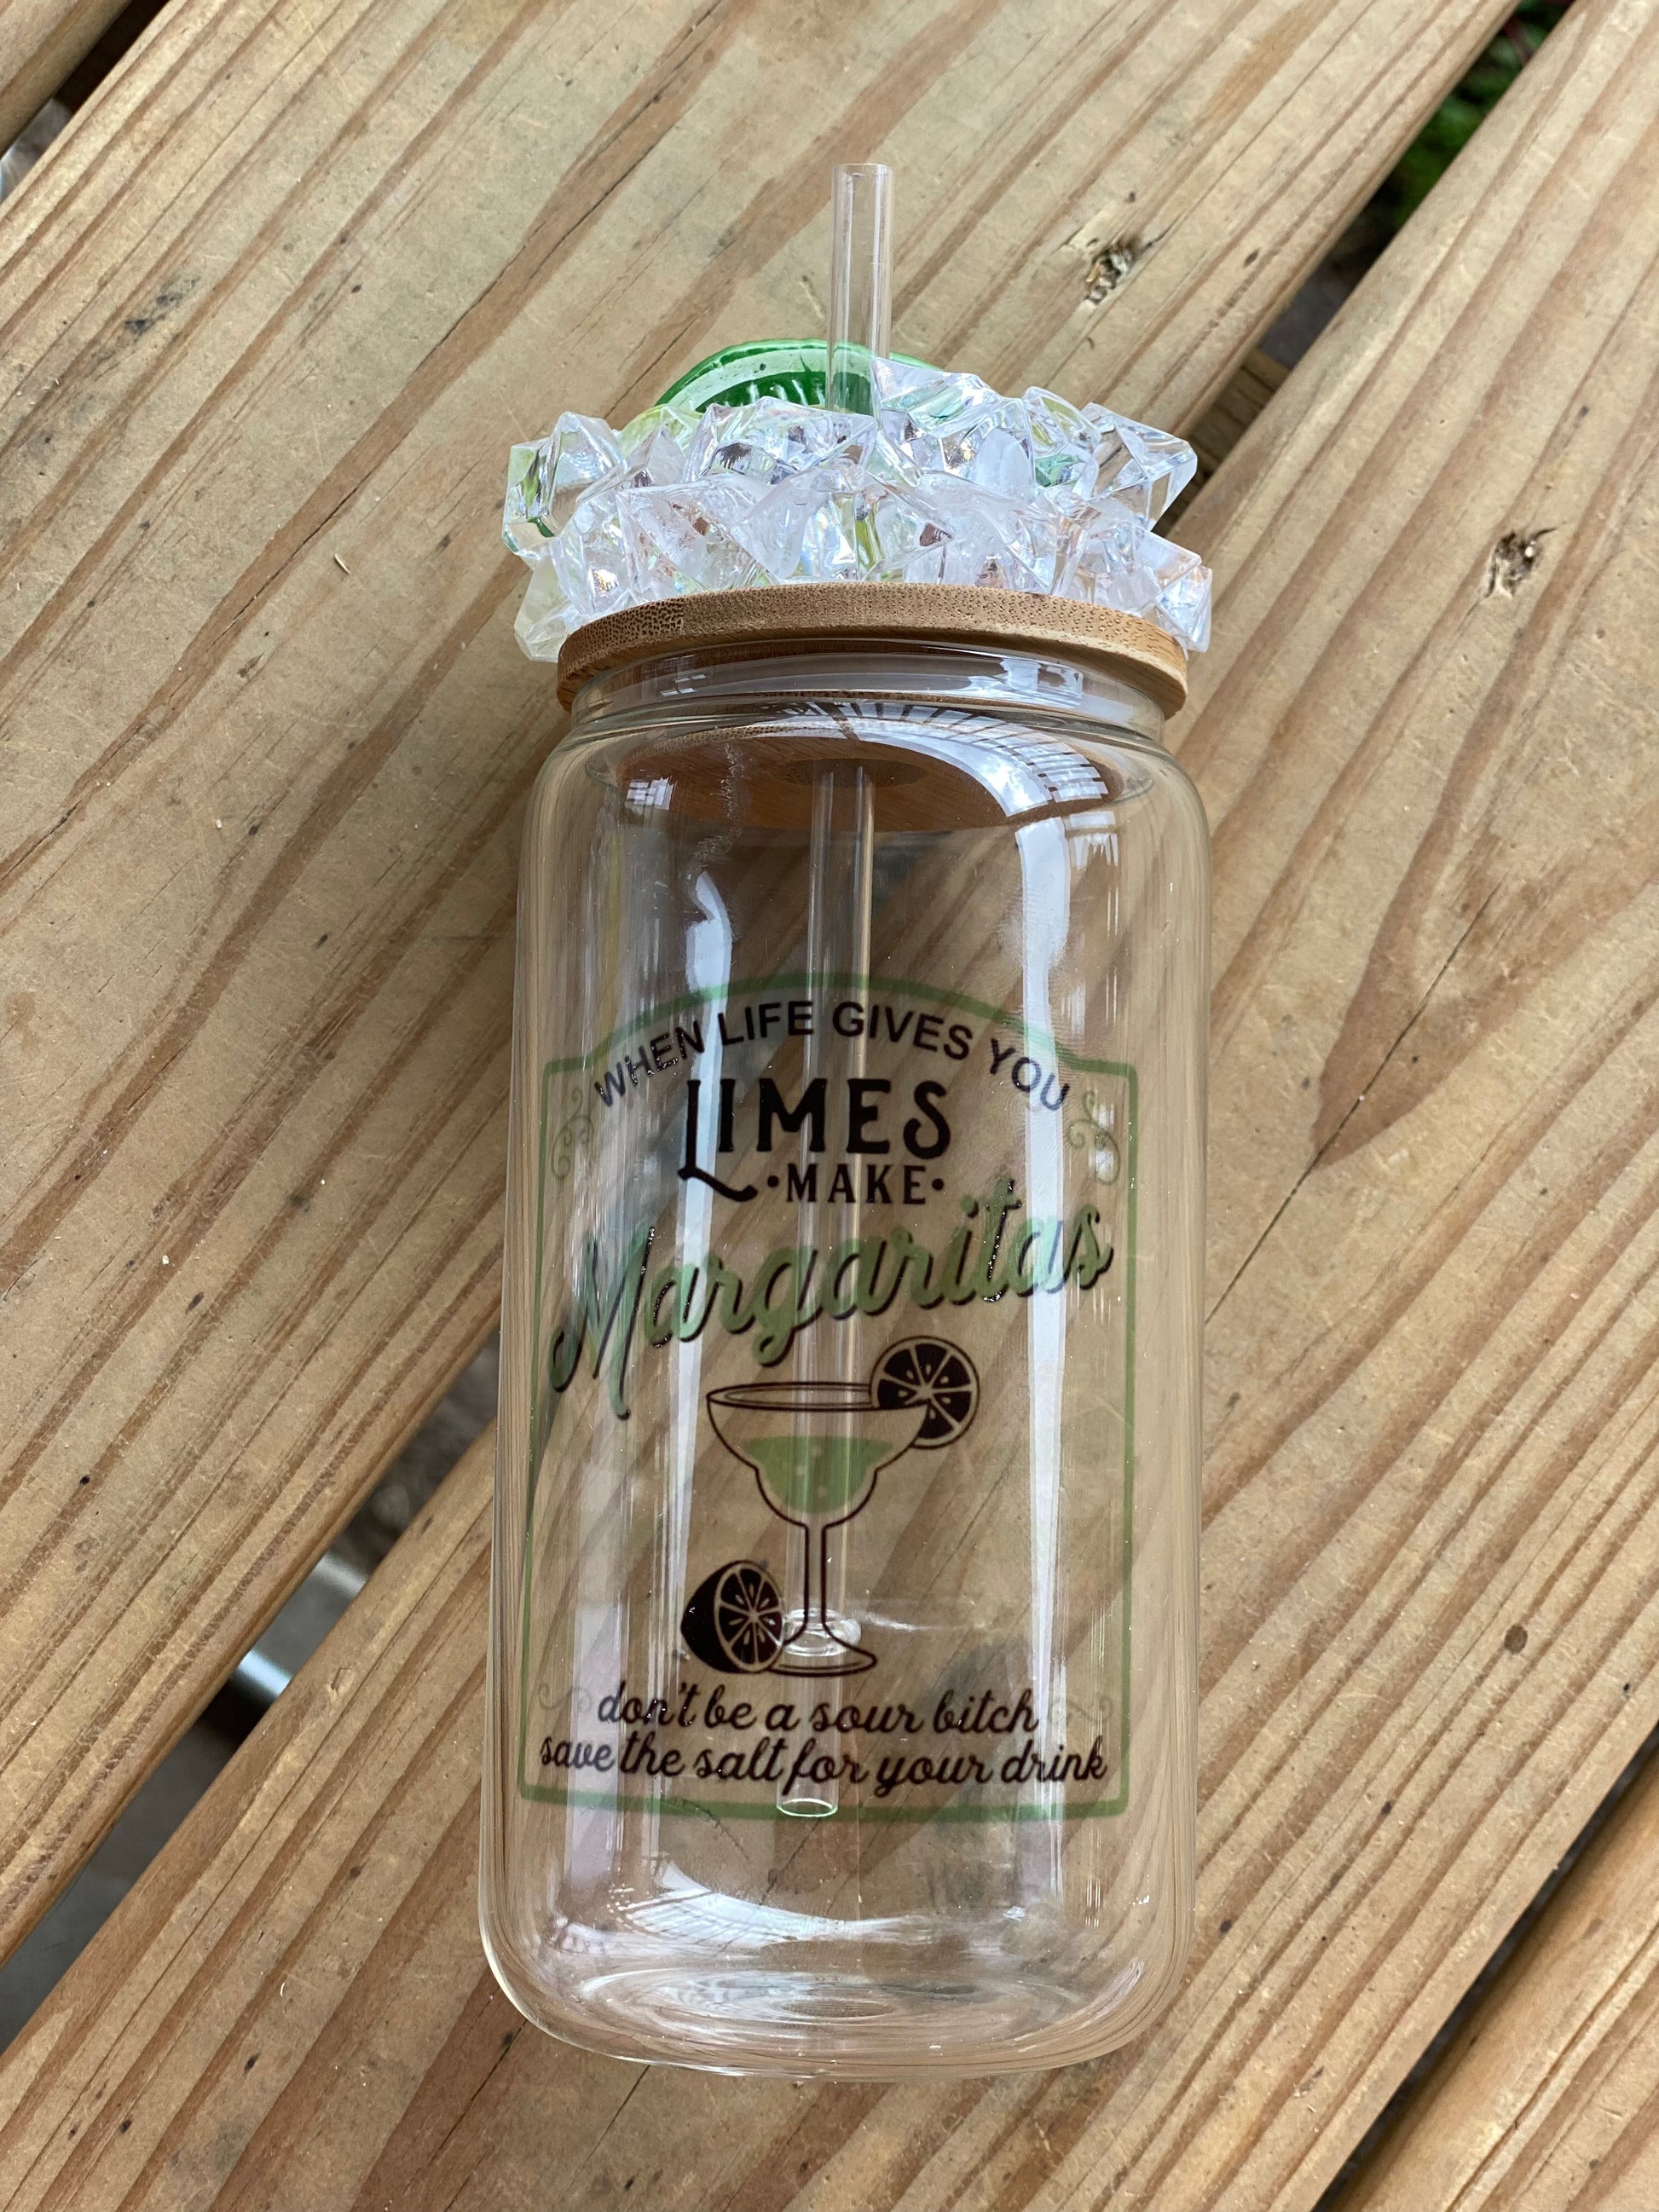 WHEN LIFE GIVES YOU
LIMES
·MAKE·
Margaritas
don't be a sour bitch
save the salt for your drink